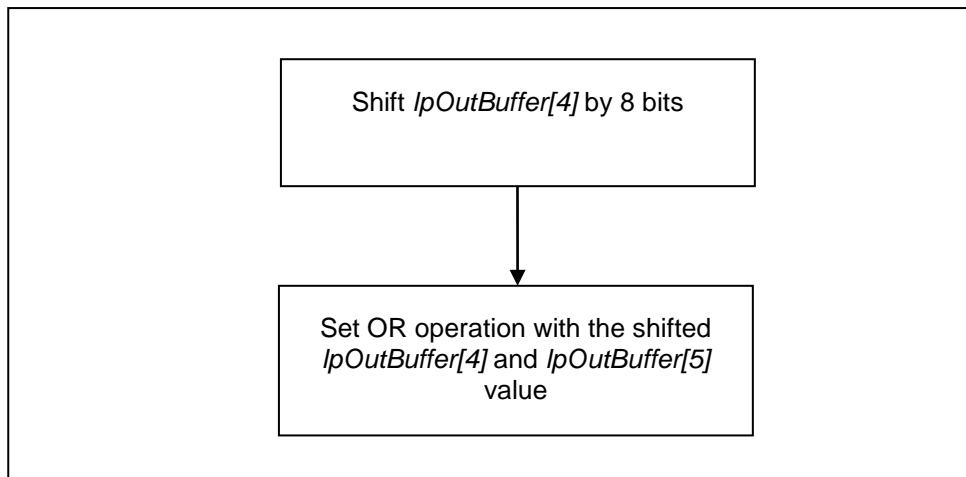 Shift lpOutBuffer[4] by 8 bits
Set OR operation with the shifted
lpOutBuffer[4] and lpOutBuffer[5]
value